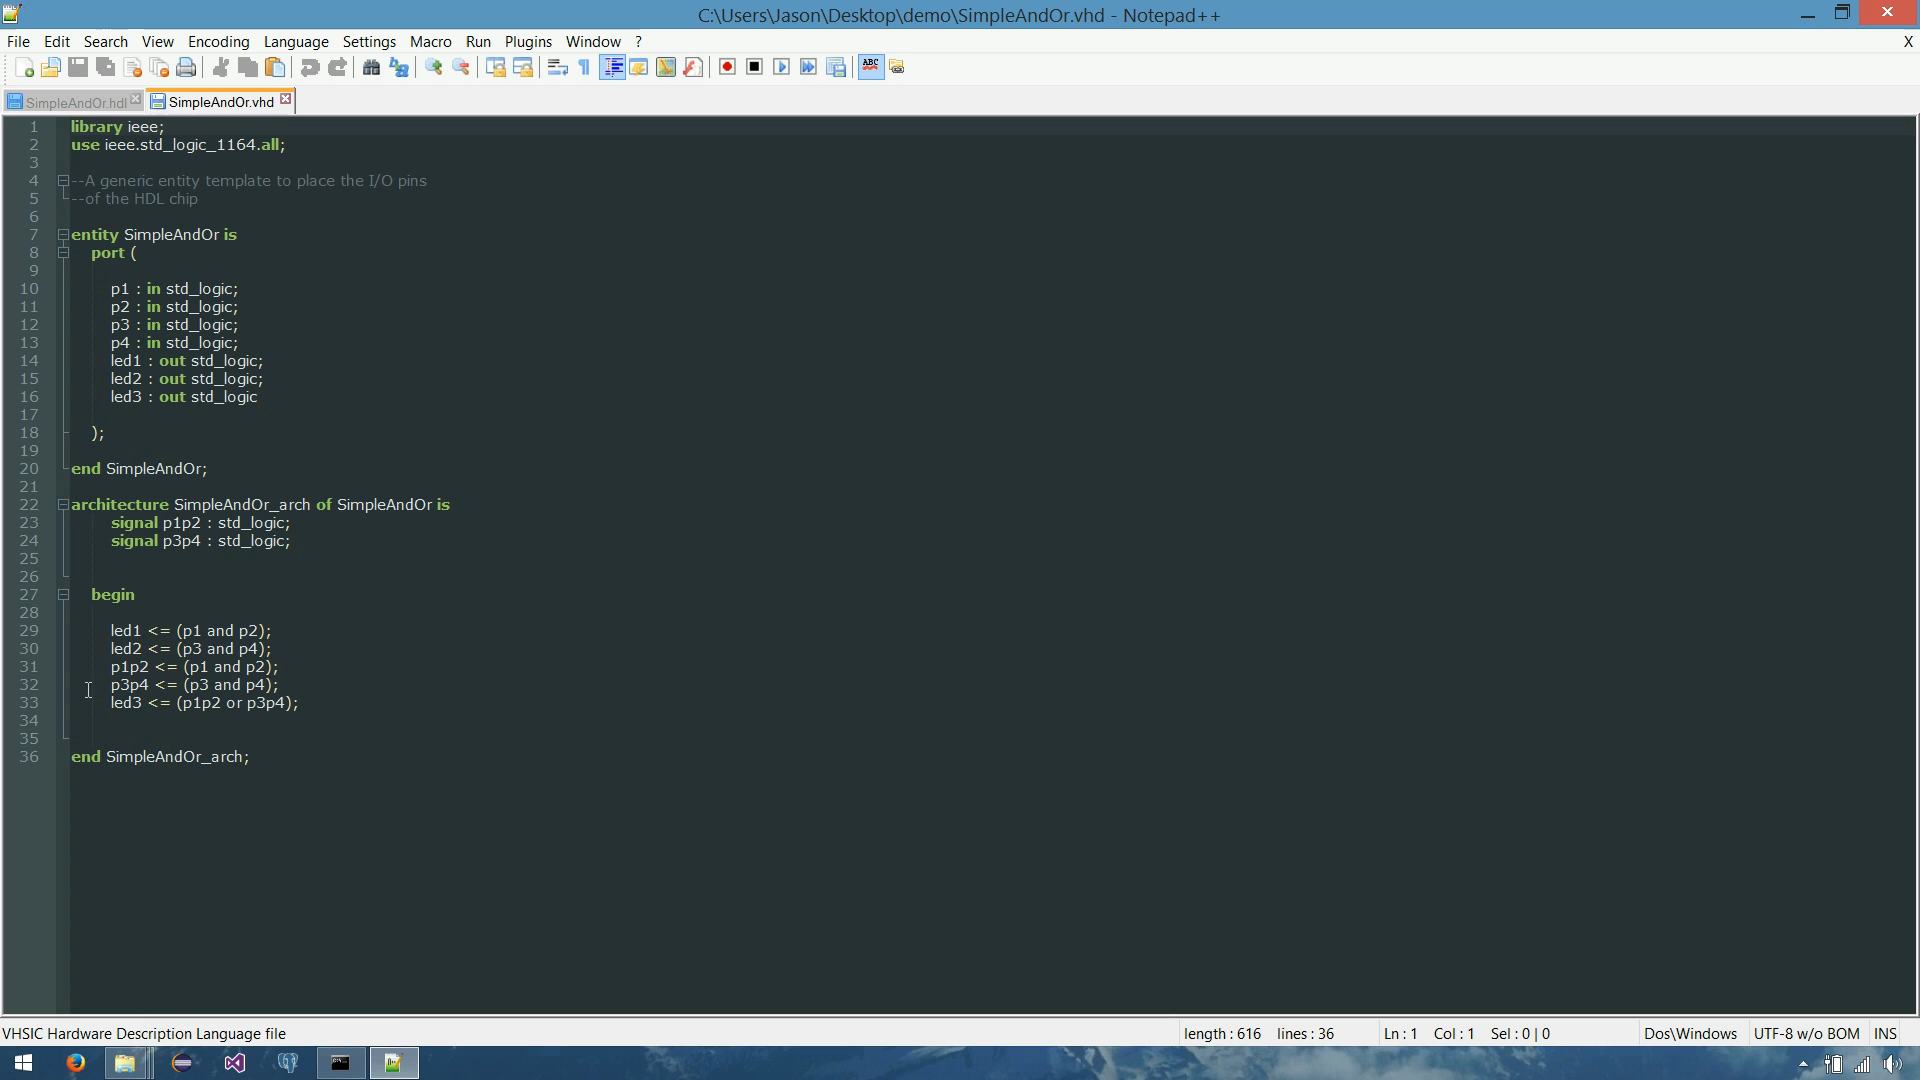 C:\Users\Jason\Desktop\demo\SimpleAndOr.vhd - Notepad++
File Edit Search View Encoding Language Settings Macro Run Plugins Window ? X
ABC
SimpleAndOr.hdl SimpleAndOr.vhd
1 library ieee;
2 use ieee.std_logic_1164.all;
3
4 --A generic entity template to place the I/O pins
5 --of the HDL chip
6
7 entity SimpleAndOr is
8 port (
9
10 p1 : in std_logic;
11 p2 : in std_logic;
12 p3 : in std_logic;
13 p4 : in std_logic;
14 led1 : out std_logic;
15 led2 : out std_logic;
16 led3 : out std_logic
17
18 );
19
20 end SimpleAndOr;
21
22 architecture SimpleAndOr_arch of SimpleAndOr is
23 signal p1p2 : std_logic;
24 signal p3p4 : std_logic;
25
26
27 begin
28
29 led1 <= (p1 and p2);
30 led2 <= (p3 and p4);
31 p1p2 <= (p1 and p2);
32 p3p4 <= (p3 and p4);
33 led3 <= (p1p2 or p3p4);
34
35
36 end SimpleAndOr_arch;
VHSIC Hardware Description Language file length : 616 lines : 36 Ln : 1 Col : 1 Sel : 0 | 0 Dos\Windows UTF-8 w/o BOM INS